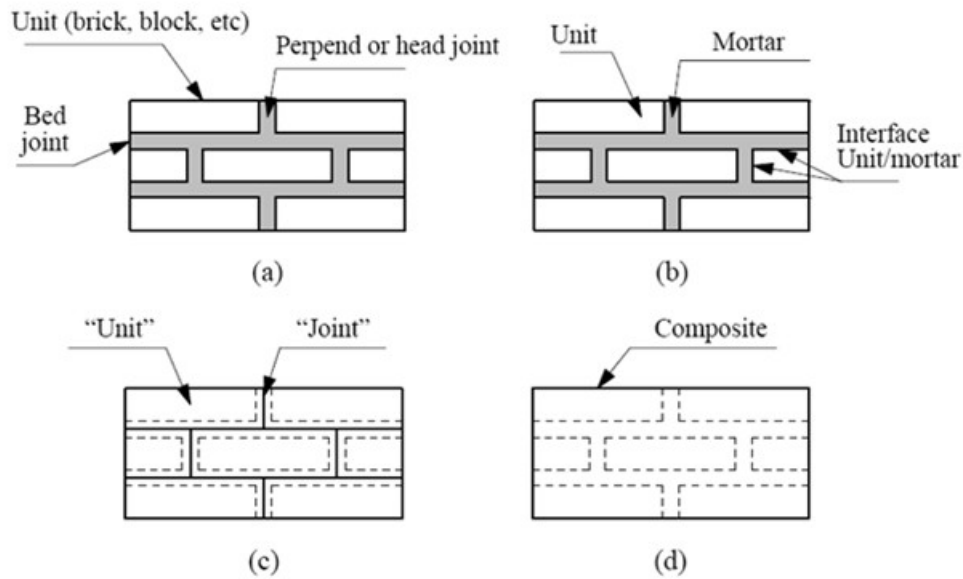 Unit (brick, block, etc)
Perpend or head joint
Bed
joint
(a)
Unit
Mortar
Interface
Unit/mortar
(b)
“Unit”
“Joint”
(c)
Composite
(d)